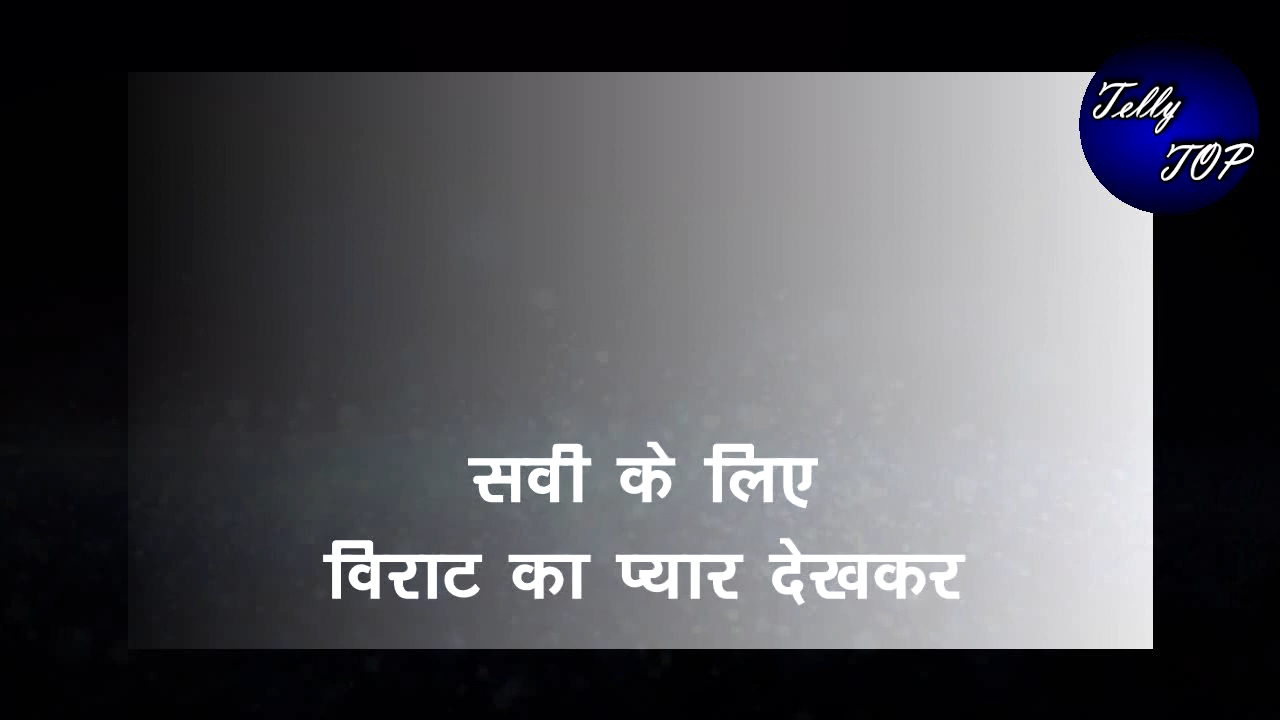 Telly
TOP
सवी के लिए
विराट का प्यार देखकर